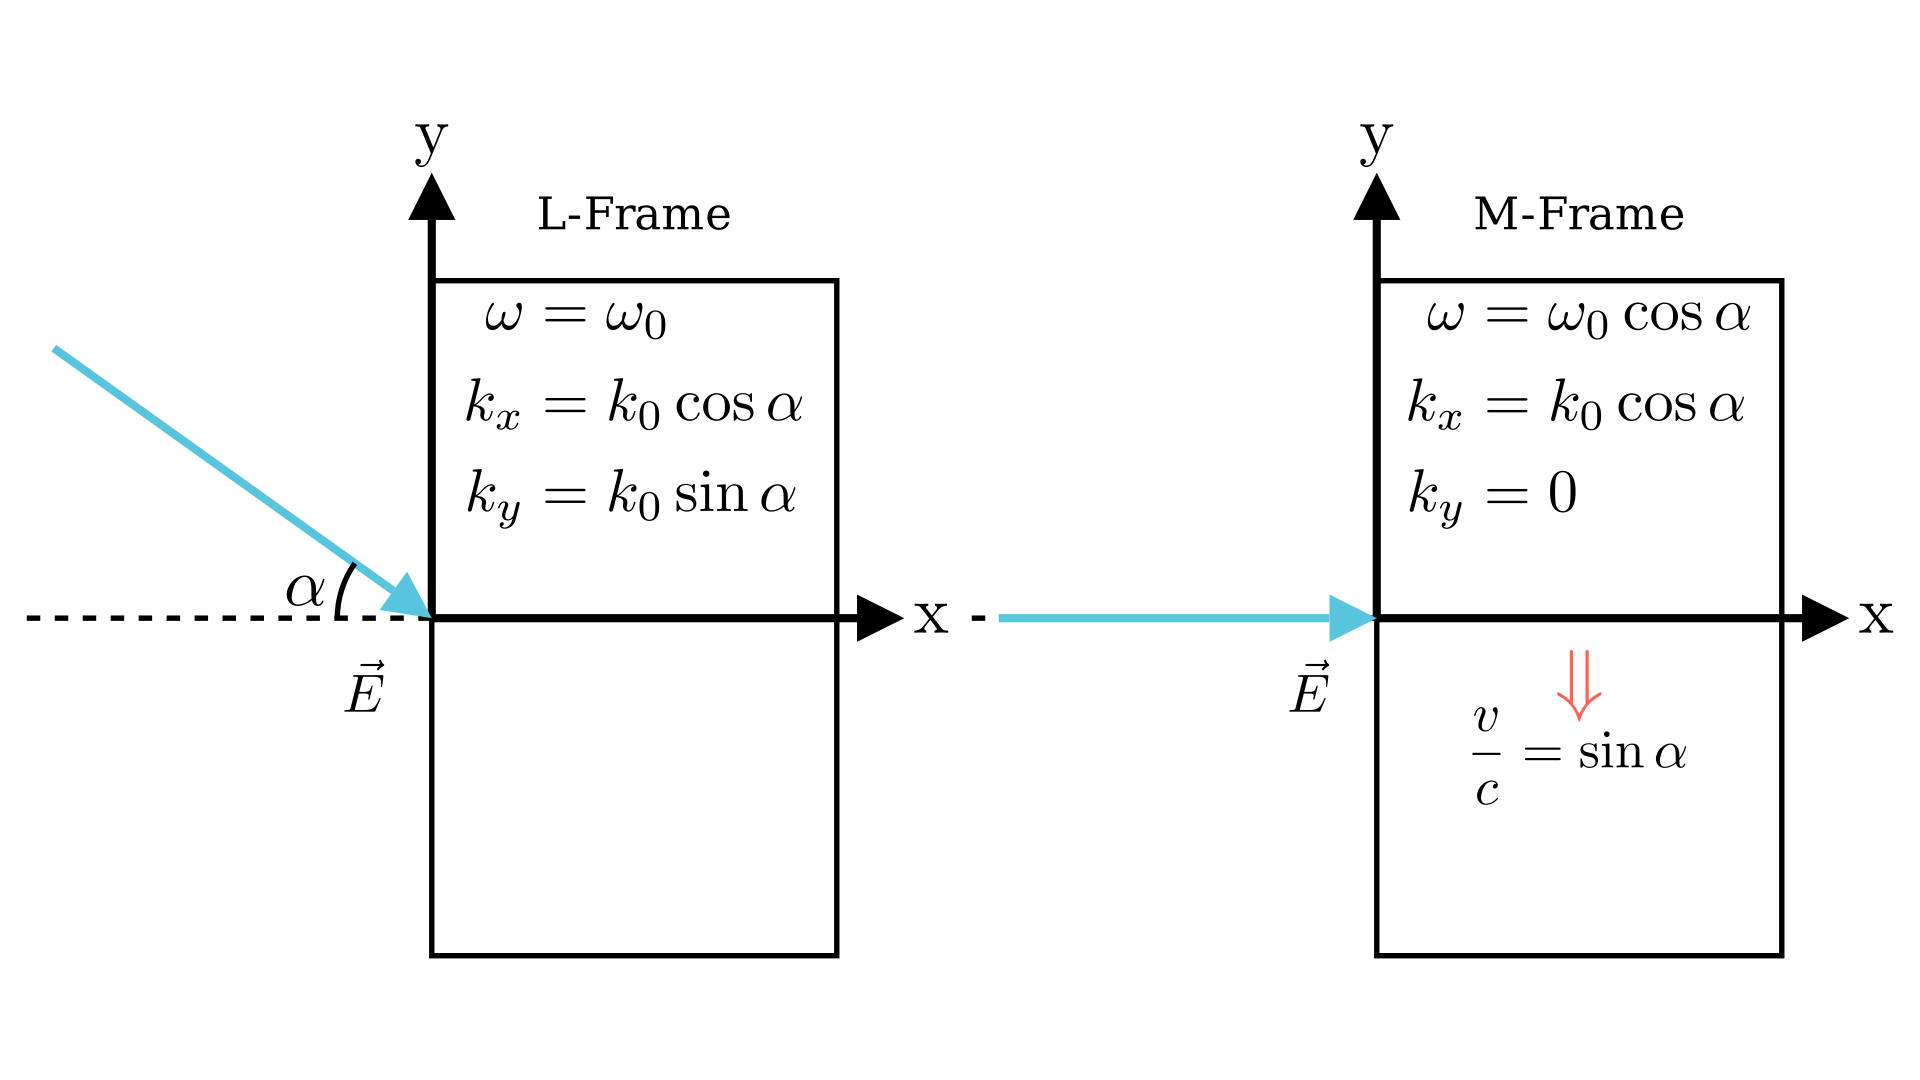 y
L-Frame
ω = ω₀
kₓ = k₀ cos α
k_y = k₀ sin α
α
x
E⃗
y
M-Frame
ω = ω₀ cos α
kₓ = k₀ cos α
k_y = 0
x
E⃗
⇓
v/c = sin α